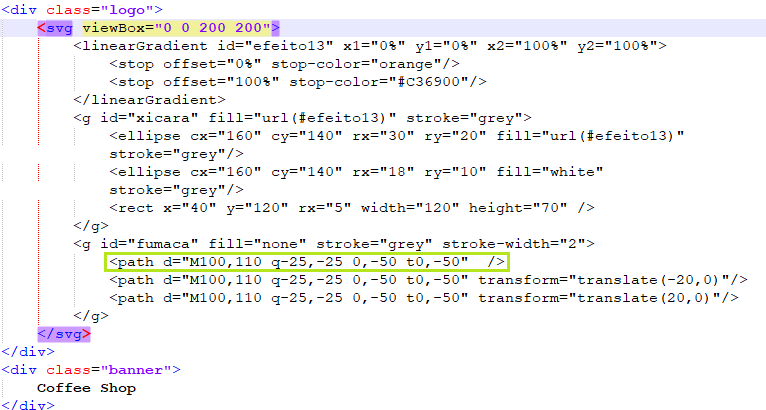 <div class="logo">
<svg viewBox="0 0 200 200">
<linearGradient id="efeito13" x1="0%" y1="0%" x2="100%" y2="100%">
<stop offset="0%" stop-color="orange"/>
<stop offset="100%" stop-color="#C36900"/>
</linearGradient>
<g id="xicara" fill="url(#efeito13)" stroke="grey">
<ellipse cx="160" cy="140" rx="30" ry="20" fill="url(#efeito13)"
stroke="grey"/>
<ellipse cx="160" cy="140" rx="18" ry="10" fill="white"
stroke="grey"/>
<rect x="40" y="120" rx="5" width="120" height="70" />
</g>
<g id="fumaca" fill="none" stroke="grey" stroke-width="2">
<path d="M100,110 q-25,-25 0,-50 t0,-50"  />
<path d="M100,110 q-25,-25 0,-50 t0,-50" transform="translate(-20,0)"/>
<path d="M100,110 q-25,-25 0,-50 t0,-50" transform="translate(20,0)"/>
</g>
</svg>
</div>
<div class="banner">
Coffee Shop
</div>